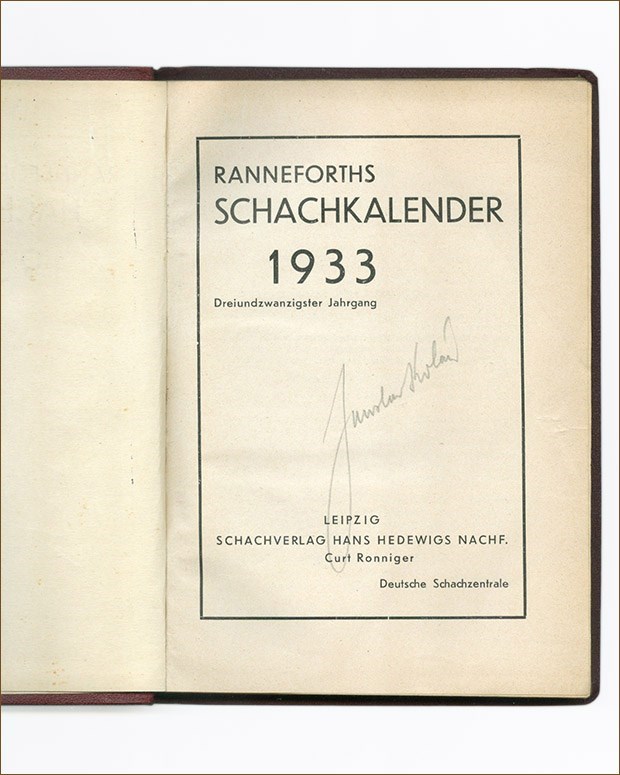 RANNEFORTHS
SCHACHKALENDER
1933
Dreiundzwanzigster Jahrgang
LEIPZIG
SCHACHVERLAG HANS HEDEWIGS NACHF.
Curt Ronniger
Deutsche Schachzentrale